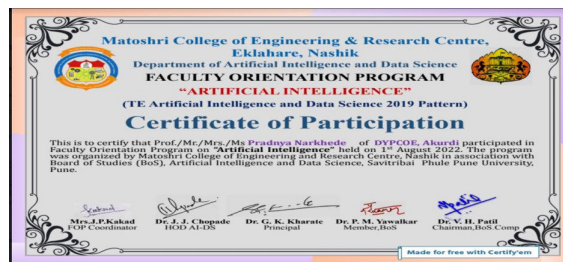 Matoshri College of Engineering & Research Centre,
Eklahare, Nashik
Department of Artificial Intelligence and Data Science
FACULTY ORIENTATION PROGRAM
“ARTIFICIAL INTELLIGENCE”
(TE Artificial Intelligence and Data Science 2019 Pattern)
Certificate of Participation
This is to certify that Prof./Mr./Mrs./Ms Pradnya Narkhede of DYPCOE, Akurdi participated in
Faculty Orientation Program on "Artificial Intelligence" held on 1st August 2022. The program
was organized by Matoshri College of Engineering and Research Centre, Nashik in association with
Board of Studies (BoS), Artificial Intelligence and Data Science, Savitribai Phule Pune University,
Pune.
Mrs.J.P.Kakad Dr. J. J. Chopade Dr. G. K. Kharate Dr. P. M. Yawalkar Dr. V. H. Patil
FOP Coordinator HOD AI-DS Principal Member,BoS Chairman,BoS.Comp
Made for free with Certify'em